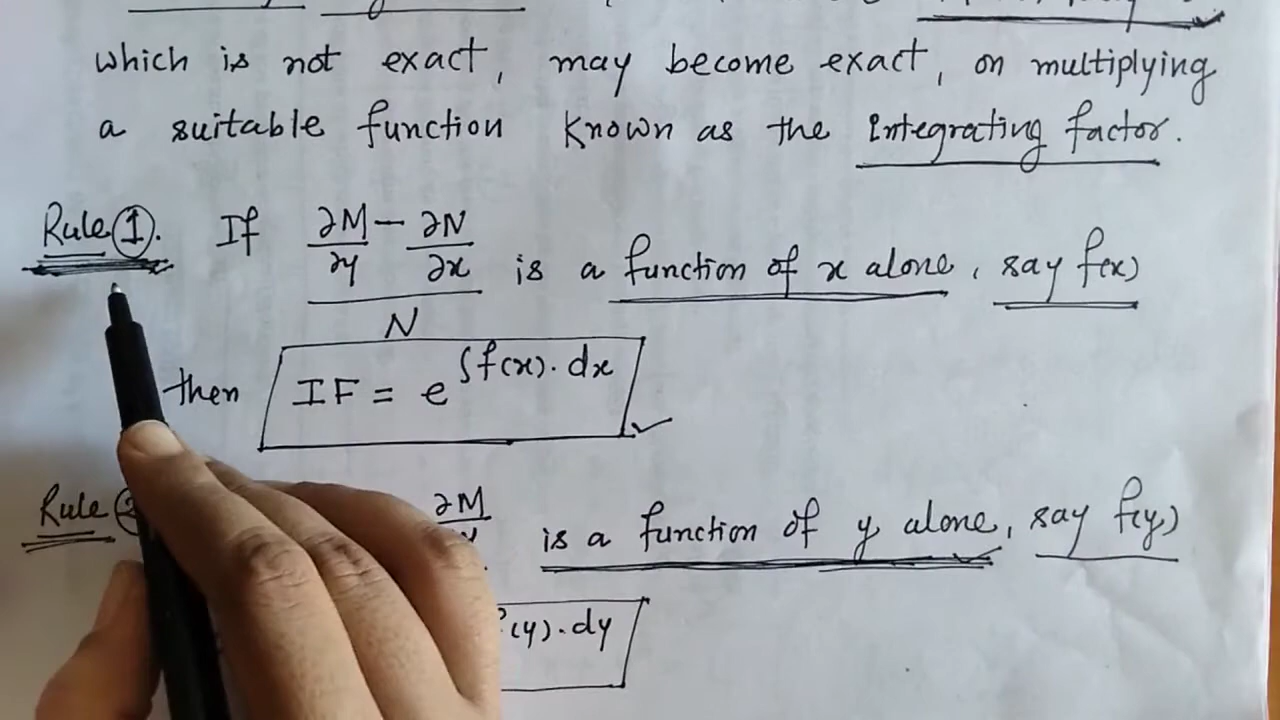 which is not exact, may become exact, on multiplying
a suitable function known as the Integrating factor.
Rule ①. If ∂M/∂y − ∂N/∂x / N is a function of x alone, say f(x)
then IF = e^∫f(x).dx
Rule ∂M is a function of y alone, say f(y)
(y).dy